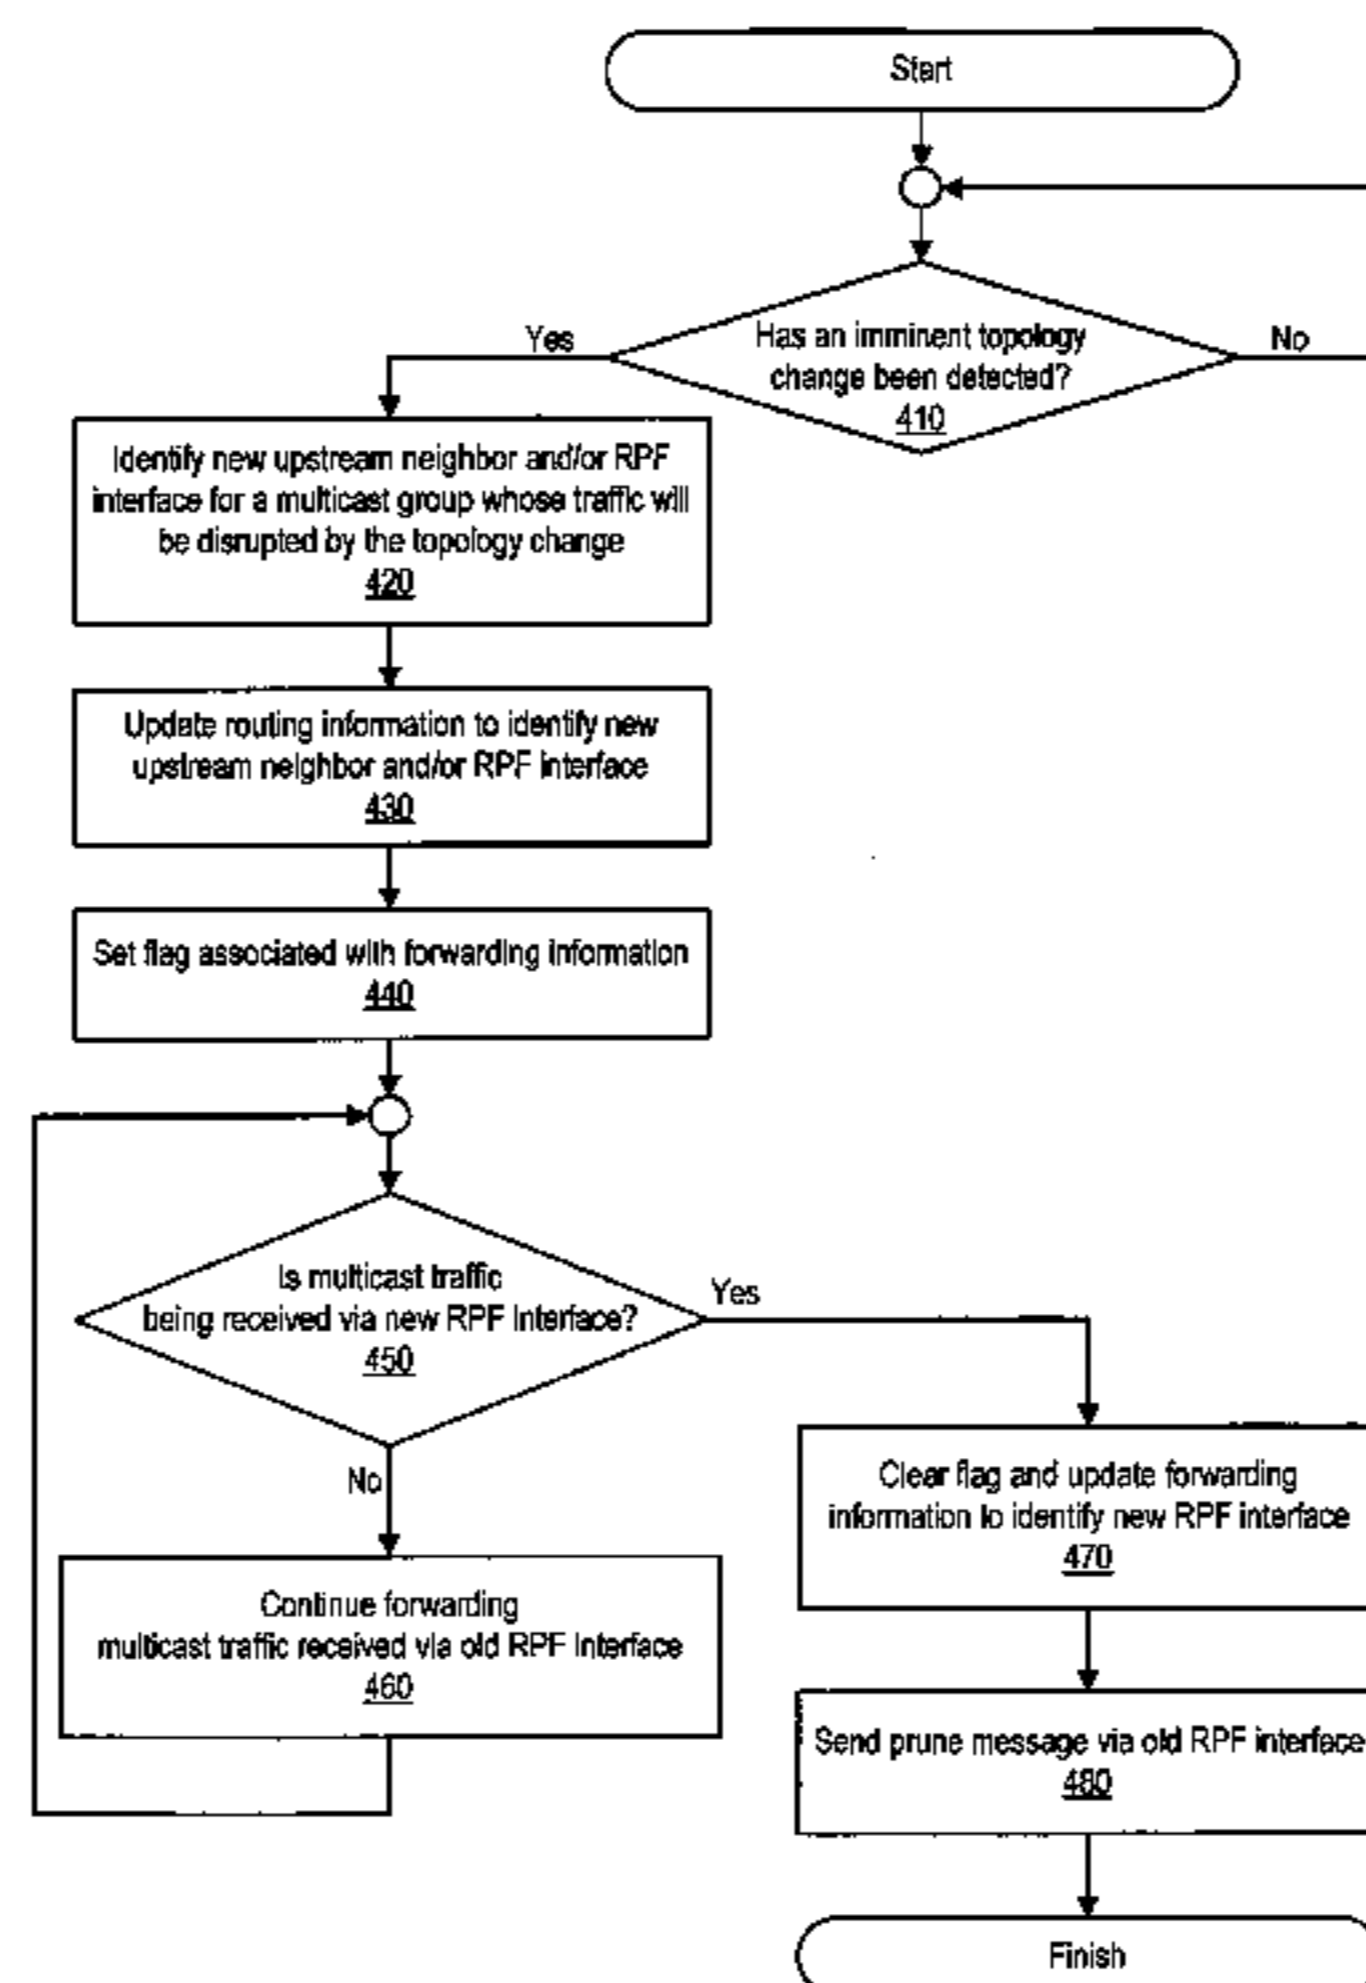 Start
Has an imminent topology
change been detected?
410
Yes
No
Identify new upstream neighbor and/or RPF
interface for a multicast group whose traffic will
be disrupted by the topology change
420
Update routing information to identify new
upstream neighbor and/or RPF interface
430
Set flag associated with forwarding information
440
Is multicast traffic
being received via new RPF Interface?
450
Yes
No
Continue forwarding
multicast traffic received via old RPF Interface
460
Clear flag and update forwarding
information to identify new RPF interface
470
Send prune message via old RPF interface
480
Finish